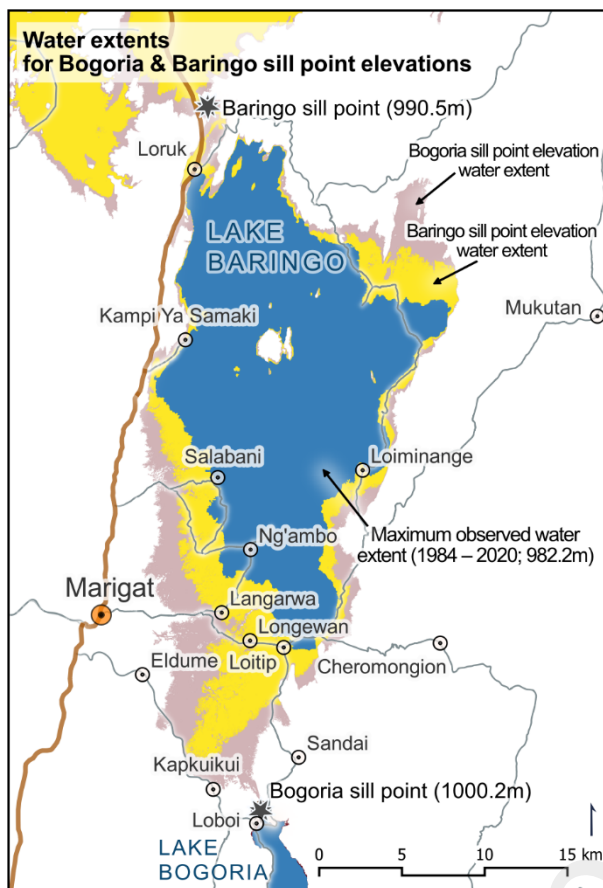 Water extents
for Bogoria & Baringo sill point elevations
Baringo sill point (990.5m)
Loruk
Bogoria sill point elevation
water extent
LAKE
BARINGO
Baringo sill point elevation
water extent
Mukutan
Kampi Ya Samaki
Salabani
Loiminange
Ng'ambo
Maximum observed water
extent (1984 – 2020; 982.2m)
Marigat
Langarwa
Longewan
Eldume
Loitip
Cheromongion
Sandai
Kapkuikui
Bogoria sill point (1000.2m)
Loboi
LAKE
BOGORIA
0 5 10 15 km